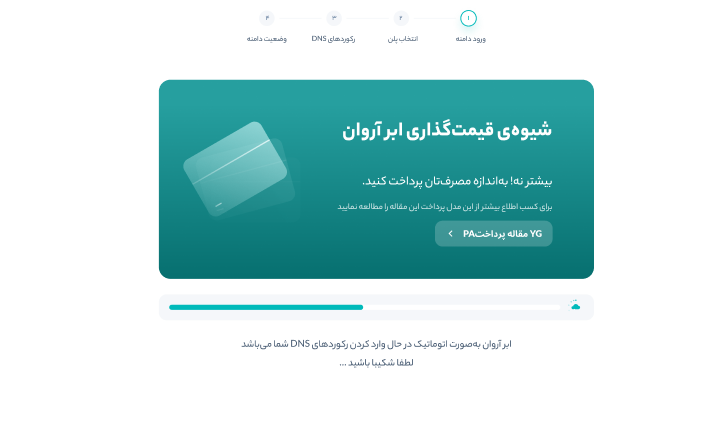 ۱
۲
۳
۴
ورود دامنه
انتخاب پلن
رکوردهای DNS
وضعیت دامنه
شیوه‌ی قیمت‌گذاری ابر آروان
بیشتر نه! به‌اندازه مصرف‌تان پرداخت کنید.
برای کسب اطلاع بیشتر از این مدل پرداخت این مقاله را مطالعه نمایید
مقاله پرداخت PAYG
ابر آروان به‌صورت اتوماتیک در حال وارد کردن رکوردهای DNS شما می‌باشد
لطفا شکیبا باشید ...